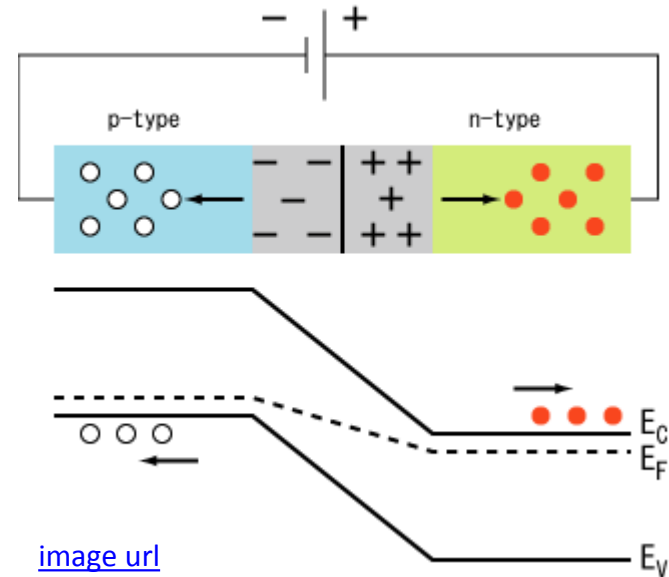 − +
p-type n-type
− − + +
− +
− − + +
E_C
E_F
E_V
image url